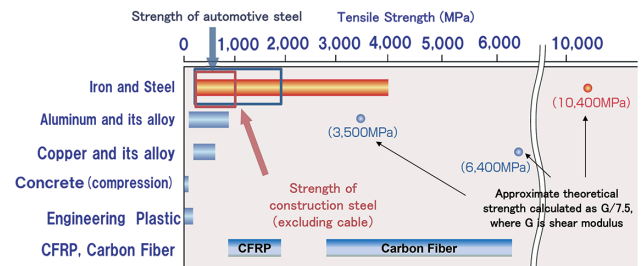 Strength of automotive steel
Tensile Strength (MPa)
0 1,000 2,000 3,000 4,000 5,000 6,000 10,000
Iron and Steel
(10,400MPa)
Aluminum and its alloy
(3,500MPa)
Copper and its alloy
(6,400MPa)
Concrete (compression)
Strength of
construction steel
(excluding cable)
Approximate theoretical
strength calculated as G/7.5,
where G is shear modulus
Engineering Plastic
CFRP, Carbon Fiber
CFRP
Carbon Fiber